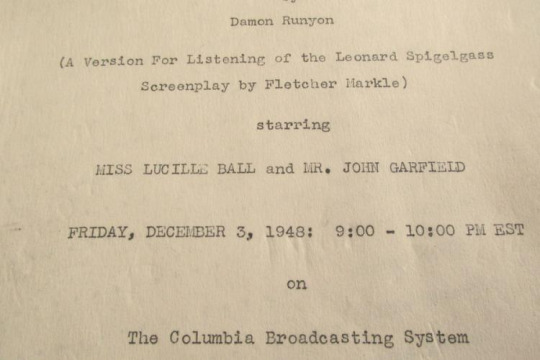 Damon Runyon
(A Version For Listening of the Leonard Spigelgass
Screenplay by Fletcher Markle)
starring
MISS LUCILLE BALL and MR. JOHN GARFIELD
FRIDAY, DECEMBER 3, 1948: 9:00 - 10:00 PM EST
on
The Columbia Broadcasting System